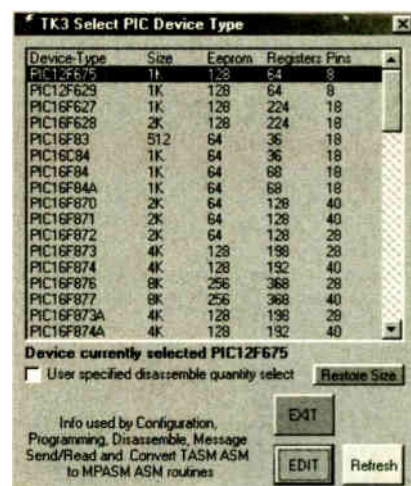 TK3 Select PIC Device Type
Device-Type Size Eeprom Registers Pins
PIC12F675 1K 128 64 8
PIC12F629 1K 128 64 8
PIC16F627 1K 128 224 18
PIC16F628 2K 128 224 18
PIC16F83 512 64 36 18
PIC16C84 1K 64 36 18
PIC16F84 1K 64 68 18
PIC16F84A 1K 64 68 18
PIC16F870 2K 64 128 40
PIC16F871 2K 64 128 40
PIC16F872 2K 64 128 28
PIC16F873 4K 128 198 28
PIC16F874 4K 128 192 40
PIC16F876 8K 256 368 28
PIC16F877 8K 256 368 40
PIC16F873A 4K 128 198 28
PIC16F874A 4K 128 192 40
Device currently selected PIC12F675
User specified disassemble quantity select Restore Size
Info used by Configuration,
Programming, Disassemble, Message
Send/Read and Convert TASM ASM
to MPASM ASM routines
EXIT
EDIT Refresh